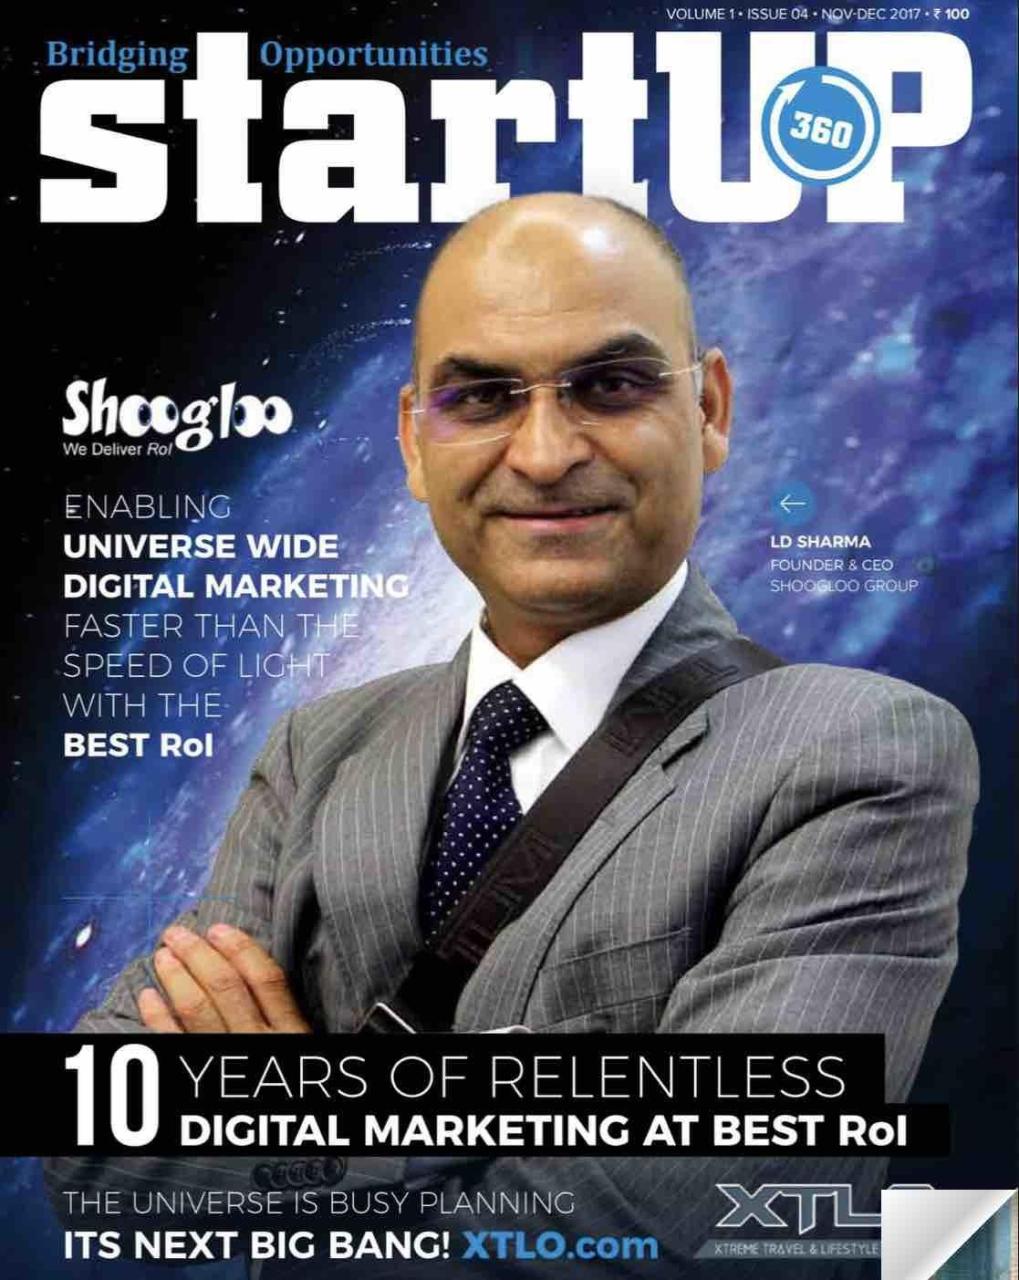 VOLUME 1 • ISSUE 04 • NOV-DEC 2017 • ₹ 100
Bridging Opportunities
startUP
360
Shoogloo
We Deliver RoI
ENABLING
UNIVERSE WIDE
DIGITAL MARKETING
FASTER THAN THE
SPEED OF LIGHT
WITH THE
BEST RoI
LD SHARMA
FOUNDER & CEO
SHOOGLOO GROUP
TUMI
10 YEARS OF RELENTLESS
DIGITAL MARKETING AT BEST RoI
THE UNIVERSE IS BUSY PLANNING
ITS NEXT BIG BANG! XTLO.com
XTL
XTREME TRAVEL & LIFESTYLE